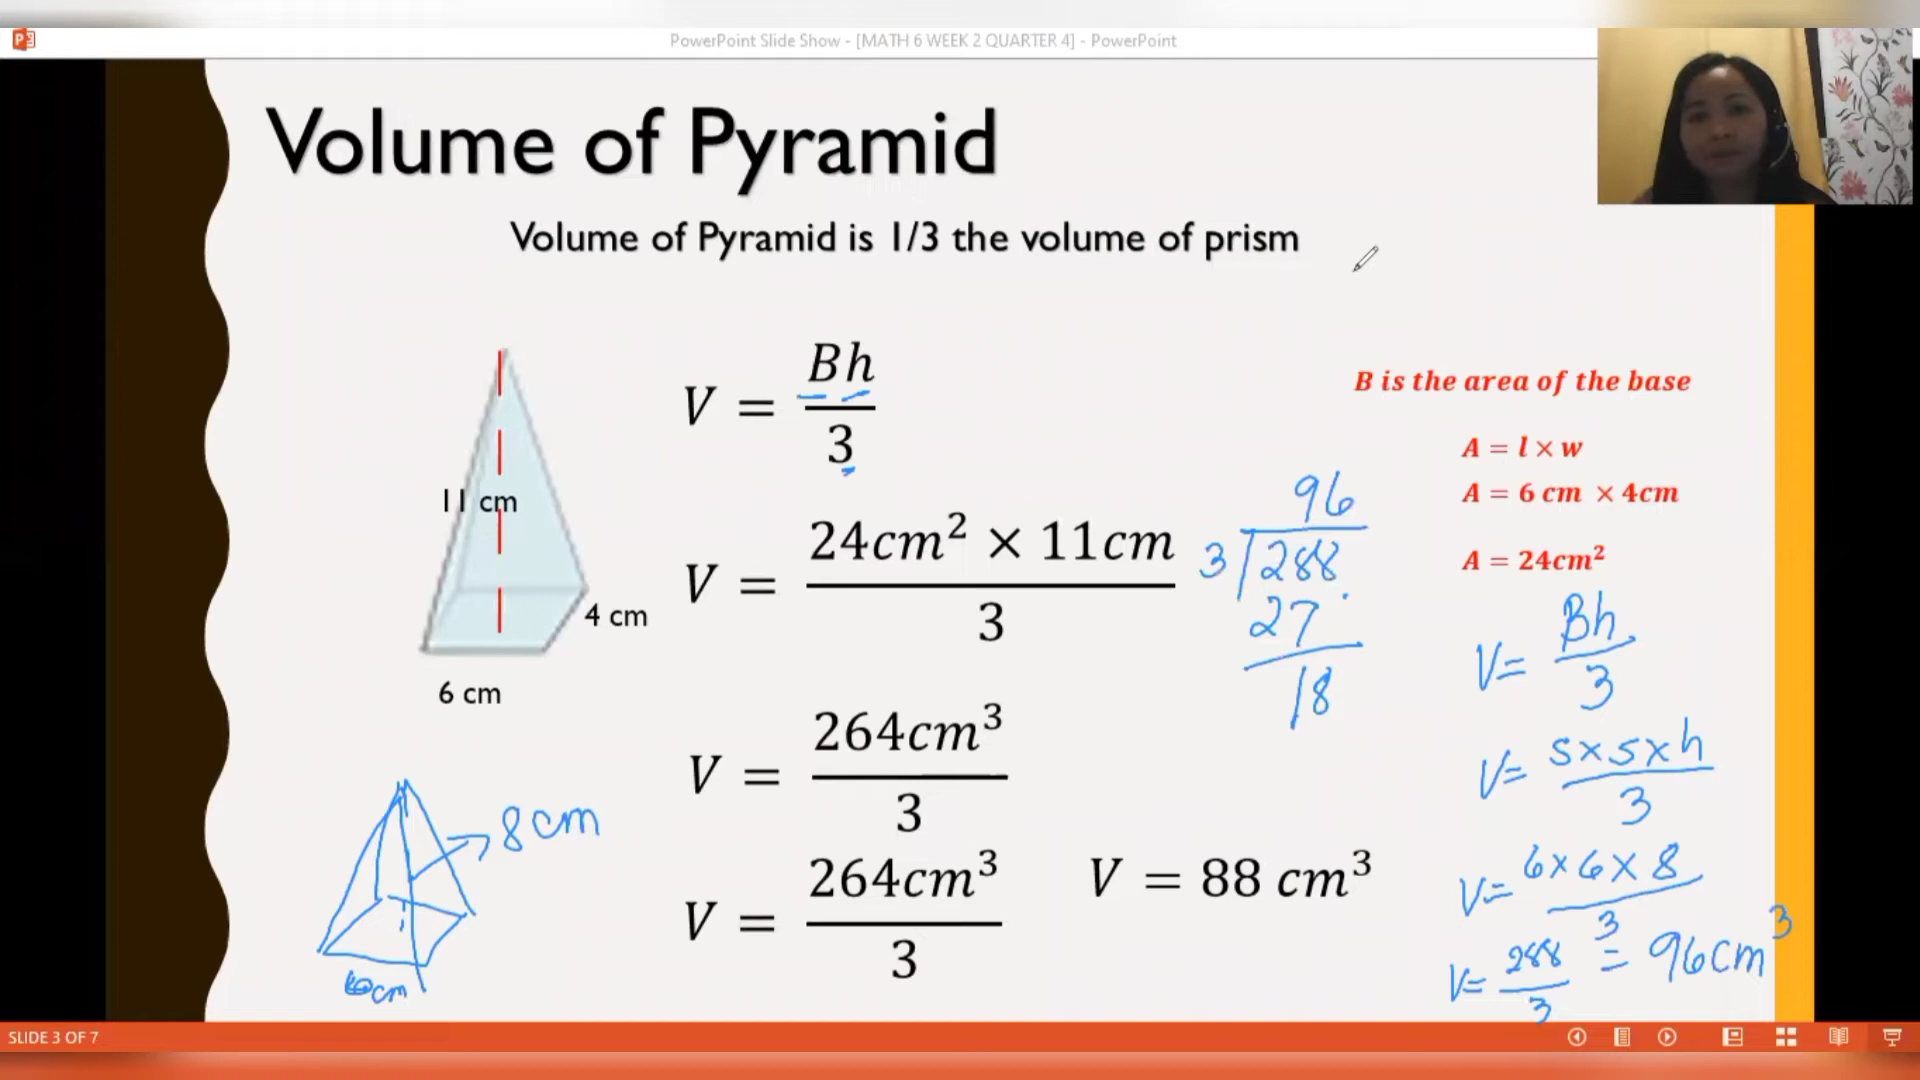 PowerPoint Slide Show - [MATH 6 WEEK 2 QUARTER 4] - PowerPoint
Volume of Pyramid
Volume of Pyramid is 1/3 the volume of prism
V = Bh/3
B is the area of the base
A = l × w
A = 6 cm × 4cm
A = 24cm²
11 cm
4 cm
6 cm
V = 24cm² × 11cm/3
V = 264cm³/3
V = 264cm³/3
V = 88 cm³
96
3 288
27
18
V= Bh/3
V= s×s×h/3
V= 6×6×8/3
V= 288/3 = 96cm³
8cm
6cm
SLIDE 3 OF 7